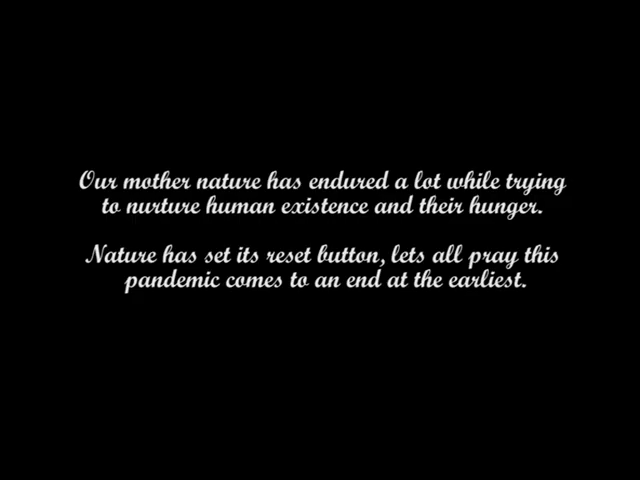 Our mother nature has endured a lot while trying
to nurture human existence and their hunger.
Nature has set its reset button, lets all pray this
pandemic comes to an end at the earliest.